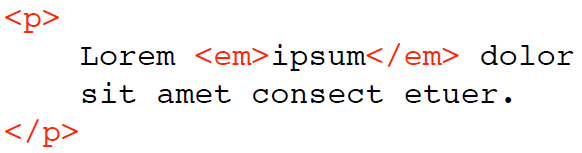 <p>
Lorem <em>ipsum</em> dolor
sit amet consect etuer.
</p>